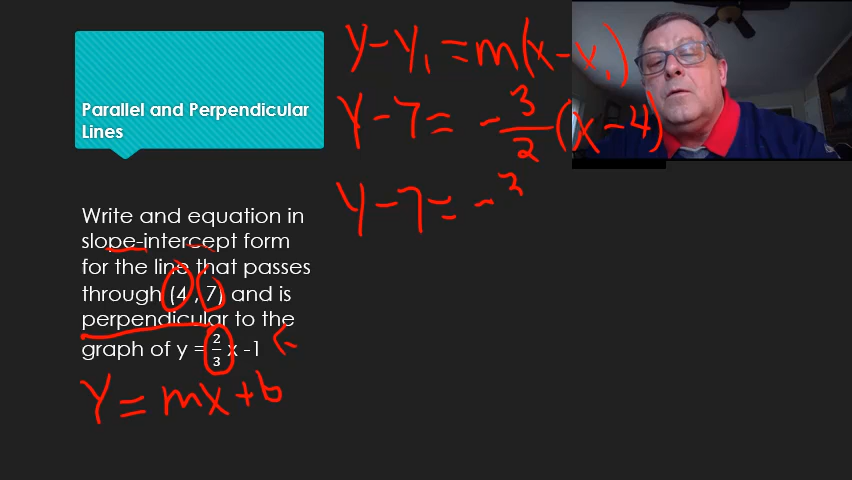 Parallel and Perpendicular
Lines
Write and equation in
slope-intercept form
for the line that passes
through (4 , 7) and is
perpendicular to the
graph of y = 2/3 x -1
y = mx + b
y - y₁ = m(x - x₁)
y - 7 = - 3/2 (x - 4)
y - 7 = - 3